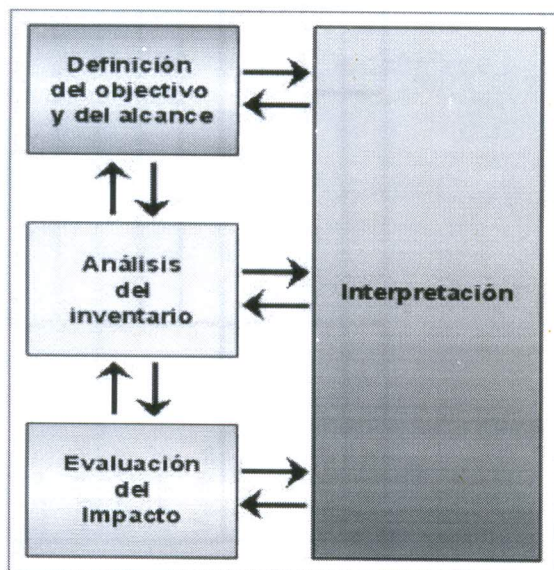 Definición
del objectivo
y del alcance
Análisis
del
inventario
Interpretación
Evaluación
del
Impacto